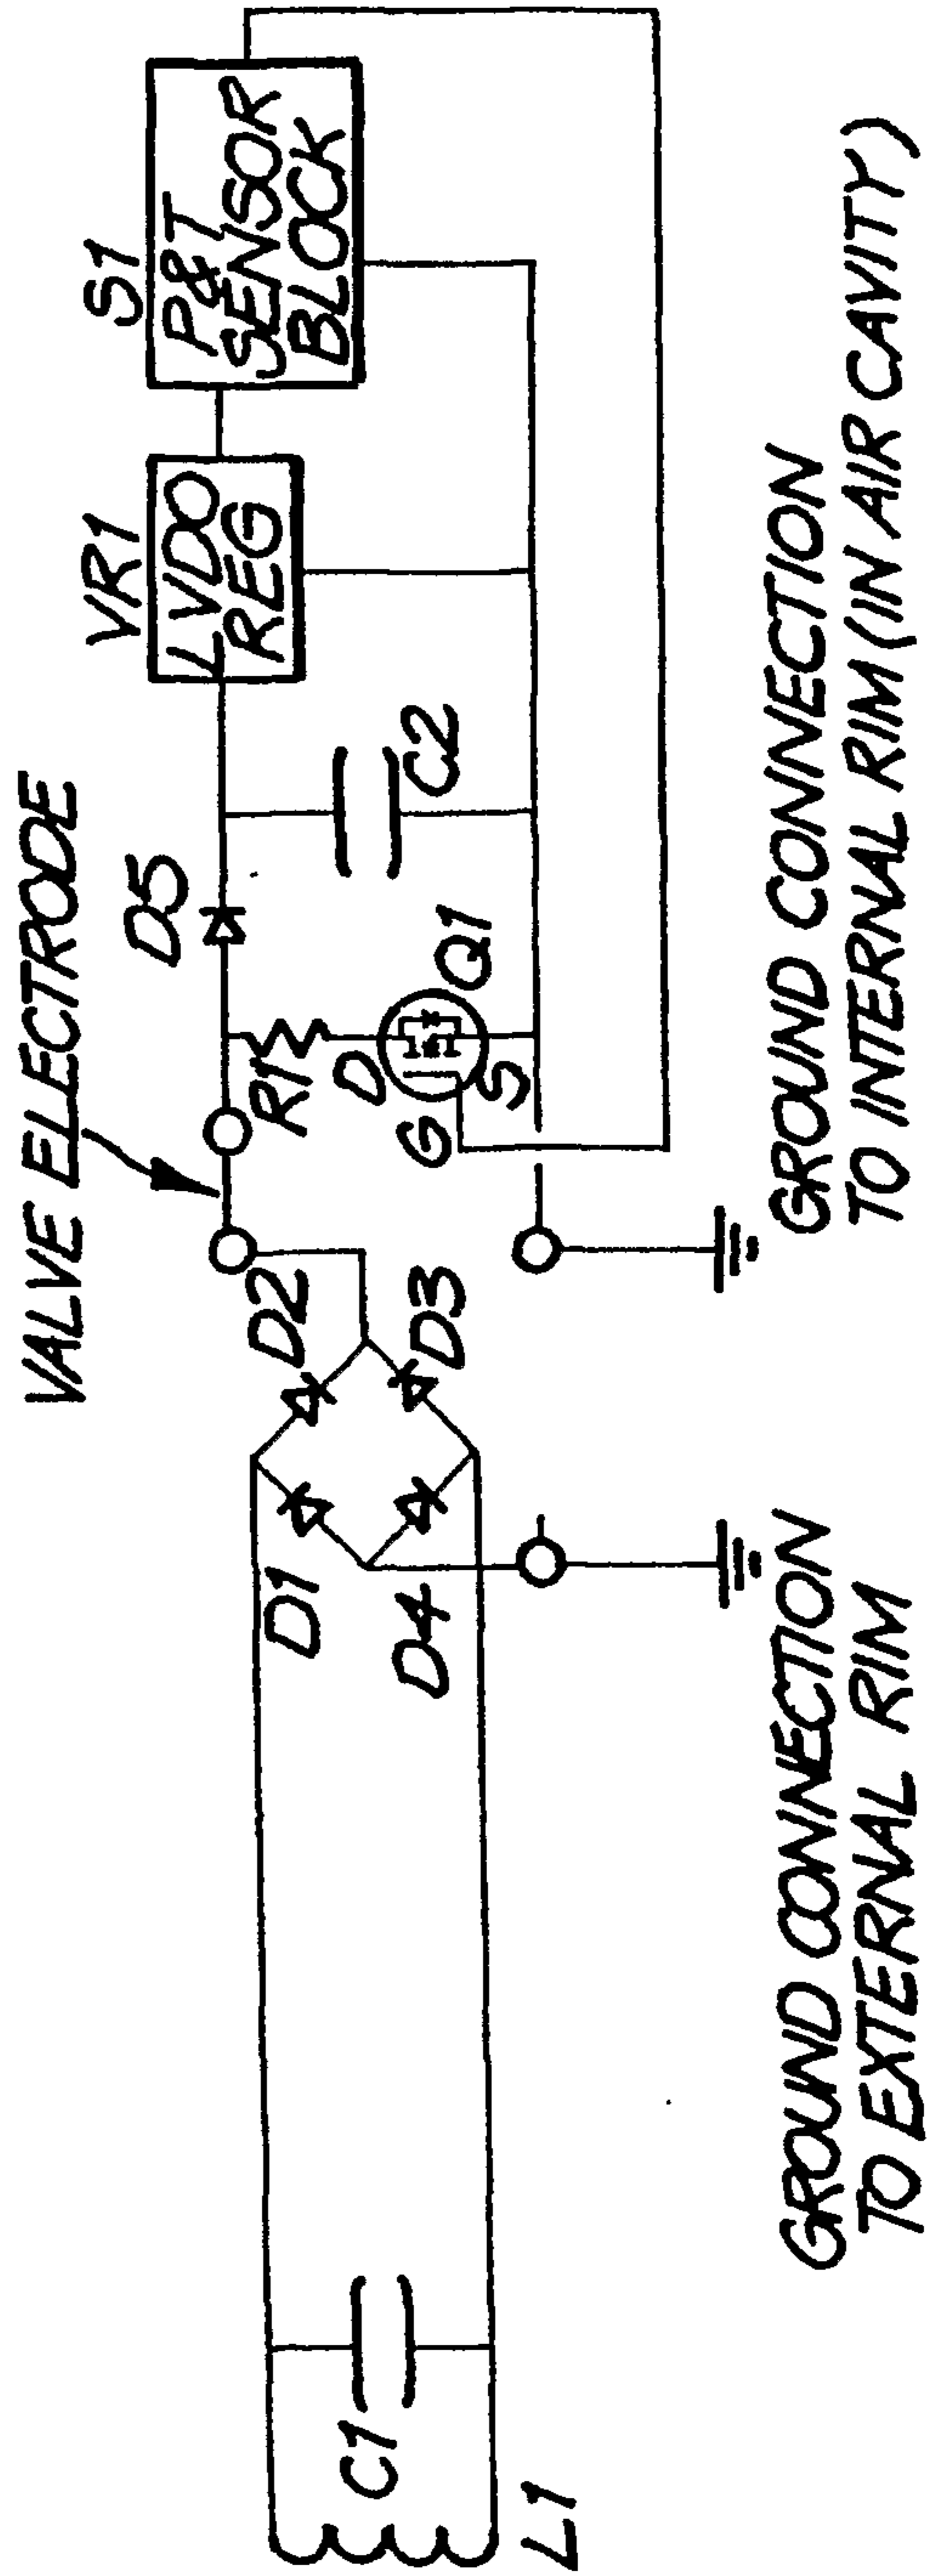 VALVE ELECTRODE
S1
P&T
SENSOR
BLOCK
VR1
LVDO
REG
D5
C2
R1
D
G
S
Q1
D2
D3
D1
D4
C1
L1
GROUND CONNECTION
TO EXTERNAL RIM
GROUND CONNECTION
TO INTERNAL RIM (IN AIR CAVITY)